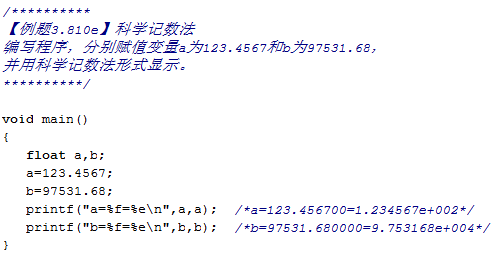 /**********
【例题3.810e】科学记数法
编写程序，分别赋值变量a为123.4567和b为97531.68，
并用科学记数法形式显示。
**********/
void main()
{
float a,b;
a=123.4567;
b=97531.68;
printf("a=%f=%e\n",a,a); /*a=123.456700=1.234567e+002*/
printf("b=%f=%e\n",b,b); /*b=97531.680000=9.753168e+004*/
}